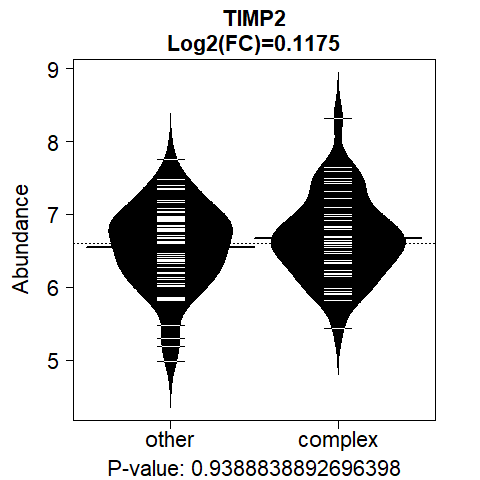 TIMP2
Log2(FC)=0.1175
Abundance
9
8
7
6
5
other complex
P-value: 0.9388838892696398